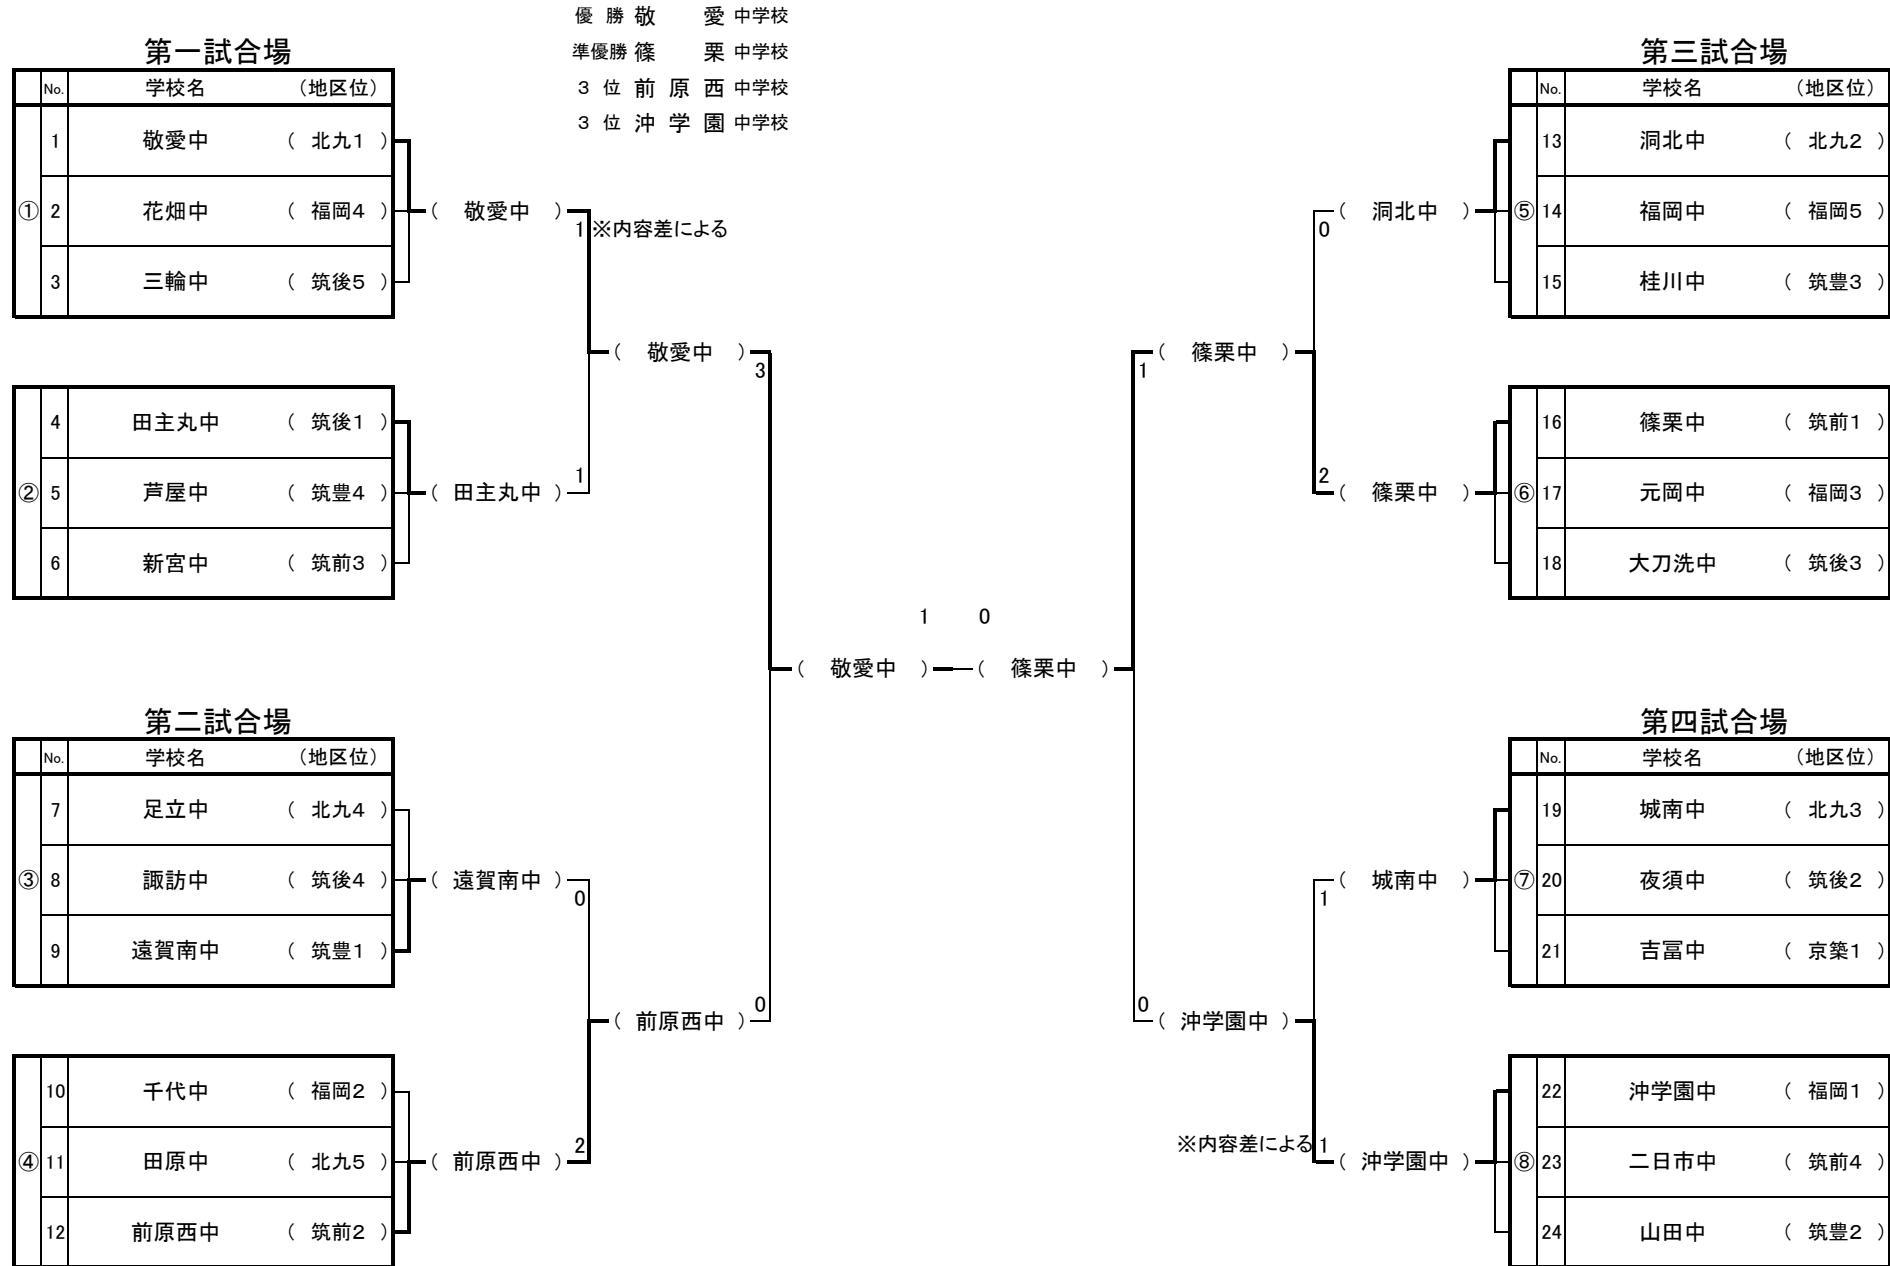 優 勝 敬 愛 中学校
準優勝 篠 栗 中学校
3 位 前 原 西 中学校
3 位 沖 学 園 中学校
第一試合場
No. 学校名 (地区位)
① 
1 敬愛中 ( 北九1 )
2 花畑中 ( 福岡4 )
3 三輪中 ( 筑後5 )
( 敬愛中 )
1 ※内容差による
( 敬愛中 )
3
②
4 田主丸中 ( 筑後1 )
5 芦屋中 ( 筑豊4 )
6 新宮中 ( 筑前3 )
( 田主丸中 )
1
第二試合場
No. 学校名 (地区位)
③
7 足立中 ( 北九4 )
8 諏訪中 ( 筑後4 )
9 遠賀南中 ( 筑豊1 )
( 遠賀南中 )
0
( 前原西中 )
0
④
10 千代中 ( 福岡2 )
11 田原中 ( 北九5 )
12 前原西中 ( 筑前2 )
( 前原西中 )
2
1 0
( 敬愛中 ) ( 篠栗中 )
第三試合場
No. 学校名 (地区位)
⑤
13 洞北中 ( 北九2 )
14 福岡中 ( 福岡5 )
15 桂川中 ( 筑豊3 )
( 洞北中 )
0
( 篠栗中 )
1
⑥
16 篠栗中 ( 筑前1 )
17 元岡中 ( 福岡3 )
18 大刀洗中 ( 筑後3 )
( 篠栗中 )
2
第四試合場
No. 学校名 (地区位)
⑦
19 城南中 ( 北九3 )
20 夜須中 ( 筑後2 )
21 吉冨中 ( 京築1 )
( 城南中 )
1
( 沖学園中 )
0
⑧
22 沖学園中 ( 福岡1 )
23 二日市中 ( 筑前4 )
24 山田中 ( 筑豊2 )
( 沖学園中 )
※内容差による 1